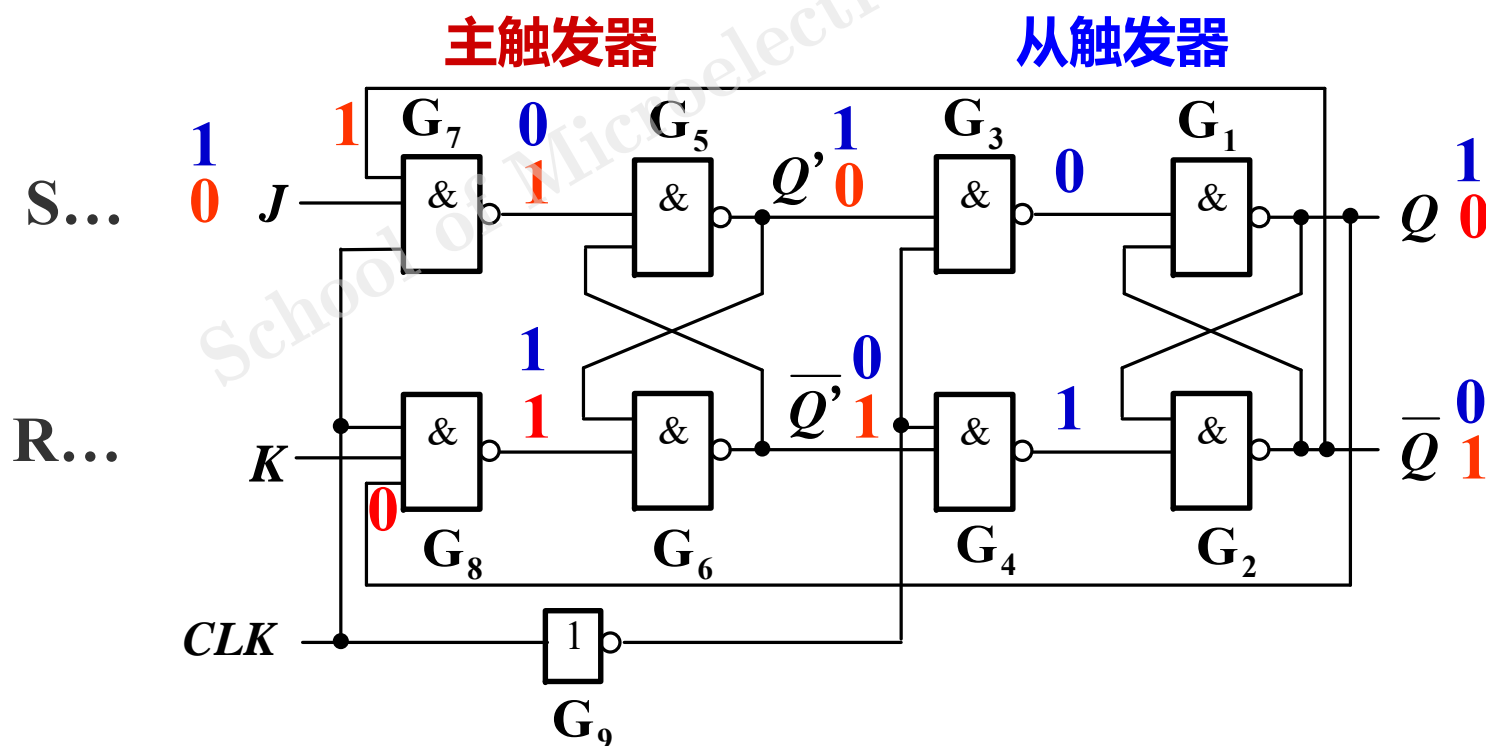 主触发器 从触发器
School of Microelectr
G7 G5 G3 G1
1 0 1 1
1 0 1 0 0 1
S… 0 J & & Q’ 0 & & Q 0
1 0 0
R… K & 1 & Q’ 1 & 1 & Q 1
0
G8 G6 G4 G2
CLK 1
G9